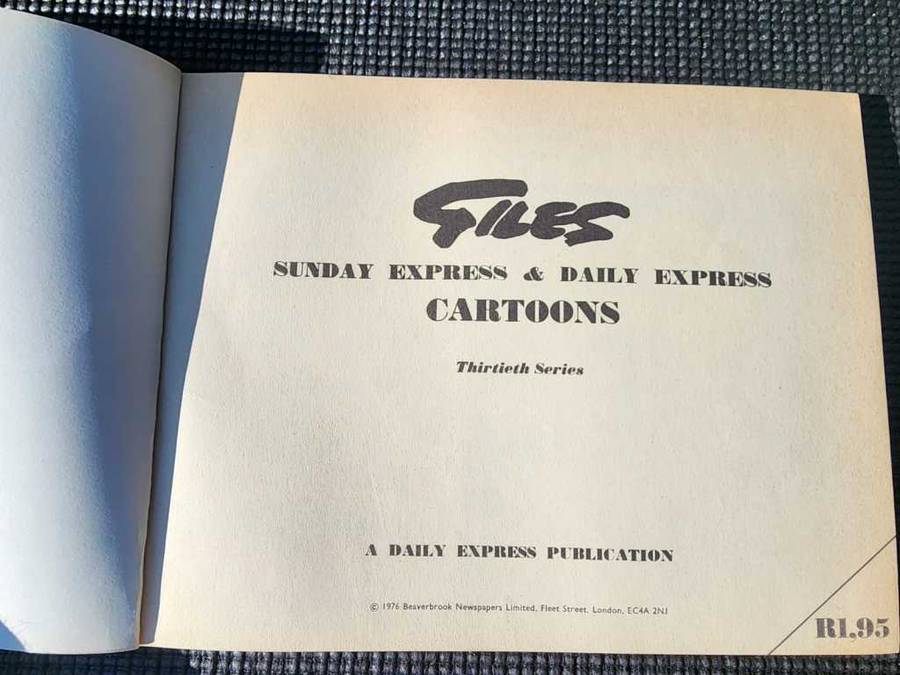 GILES
SUNDAY EXPRESS & DAILY EXPRESS
CARTOONS
Thirtieth Series
A DAILY EXPRESS PUBLICATION
© 1976 Beaverbrook Newspapers Limited, Fleet Street, London, EC4A 2NJ
R1,95